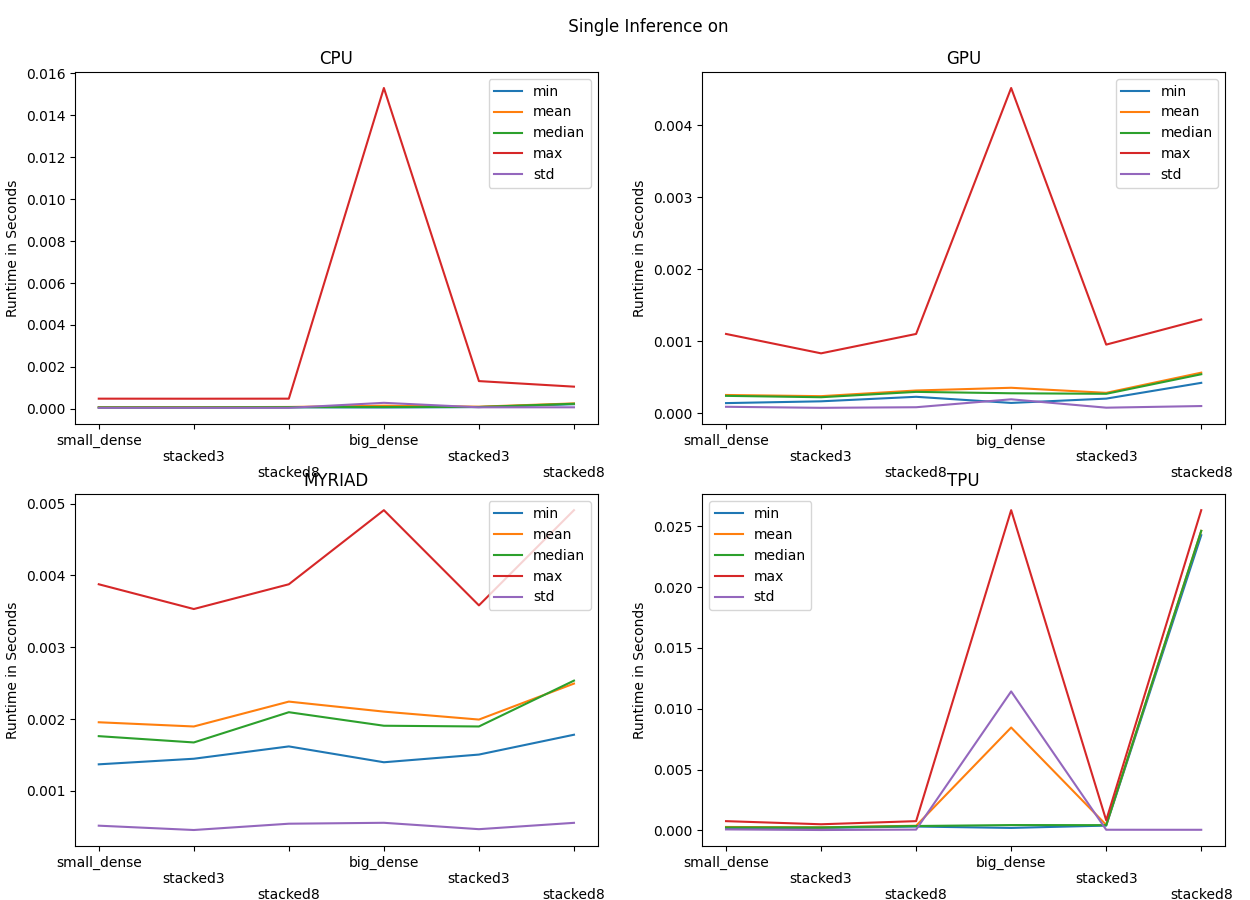 Single Inference on
CPU
Runtime in Seconds
0.016
0.014
0.012
0.010
0.008
0.006
0.004
0.002
0.000
min
mean
median
max
std
small_dense
stacked3
stacked8
big_dense
stacked3
stacked8
GPU
Runtime in Seconds
0.004
0.003
0.002
0.001
0.000
min
mean
median
max
std
small_dense
stacked3
stacked8
big_dense
stacked3
stacked8
MYRIAD
Runtime in Seconds
0.005
0.004
0.003
0.002
0.001
min
mean
median
max
std
small_dense
stacked3
stacked8
big_dense
stacked3
stacked8
TPU
Runtime in Seconds
0.025
0.020
0.015
0.010
0.005
0.000
min
mean
median
max
std
small_dense
stacked3
stacked8
big_dense
stacked3
stacked8